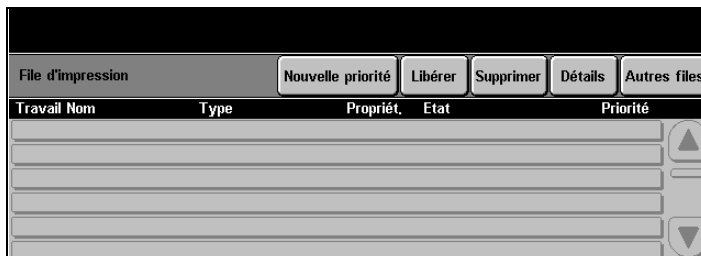 File d'impression Nouvelle priorité Libérer Supprimer Détails Autres files
Travail Nom Type Propriét. Etat Priorité